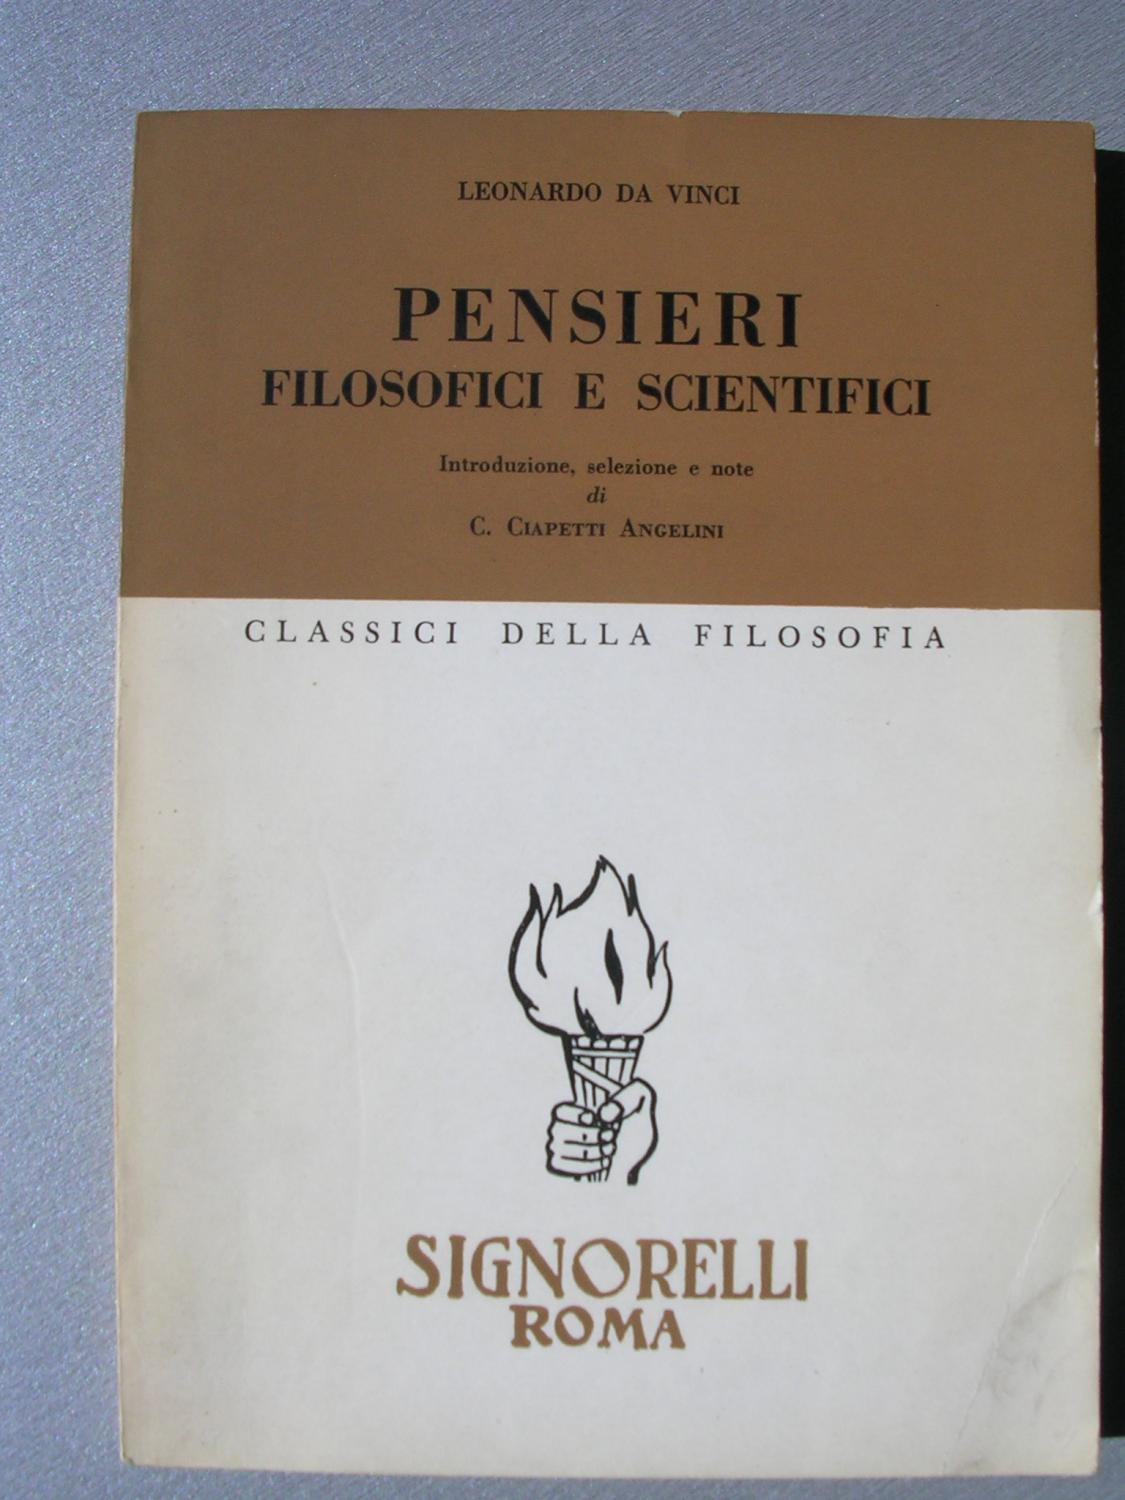 LEONARDO DA VINCI
PENSIERI
FILOSOFICI E SCIENTIFICI
Introduzione, selezione e note
di
C. CIAPETTI ANGELINI
CLASSICI DELLA FILOSOFIA
SIGNORELLI
ROMA